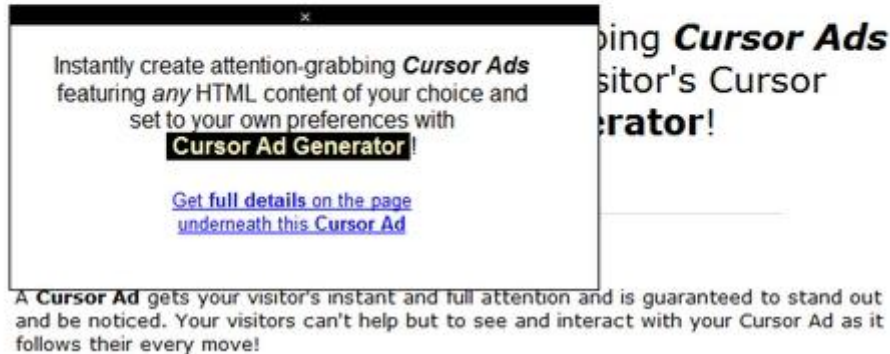 ×
Instantly create attention-grabbing Cursor Ads
featuring any HTML content of your choice and
set to your own preferences with
Cursor Ad Generator!
Get full details on the page
underneath this Cursor Ad
bing Cursor Ads
sitor's Cursor
erator!
A Cursor Ad gets your visitor's instant and full attention and is guaranteed to stand out
and be noticed. Your visitors can't help but to see and interact with your Cursor Ad as it
follows their every move!